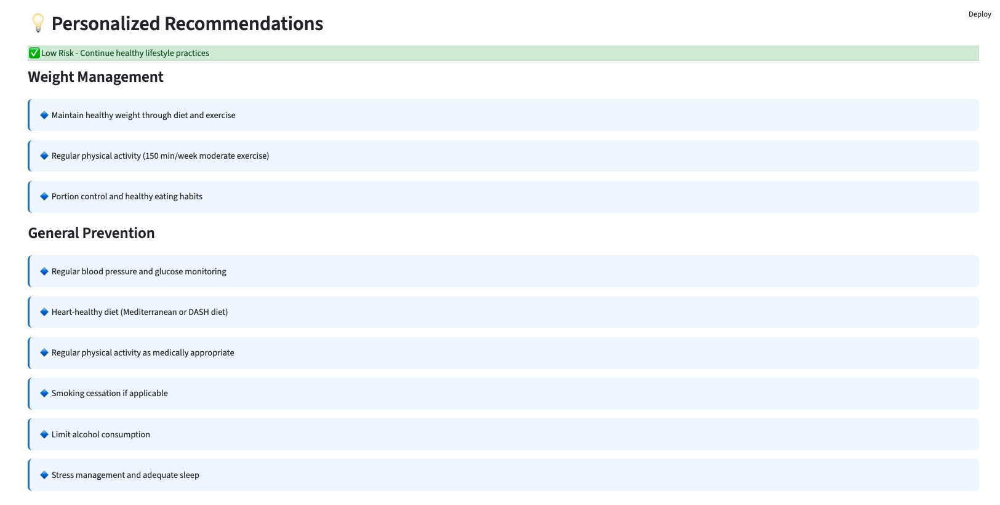 Deploy
💡 Personalized Recommendations
✅ Low Risk - Continue healthy lifestyle practices
Weight Management
🔹 Maintain healthy weight through diet and exercise
🔹 Regular physical activity (150 min/week moderate exercise)
🔹 Portion control and healthy eating habits
General Prevention
🔹 Regular blood pressure and glucose monitoring
🔹 Heart-healthy diet (Mediterranean or DASH diet)
🔹 Regular physical activity as medically appropriate
🔹 Smoking cessation if applicable
🔹 Limit alcohol consumption
🔹 Stress management and adequate sleep